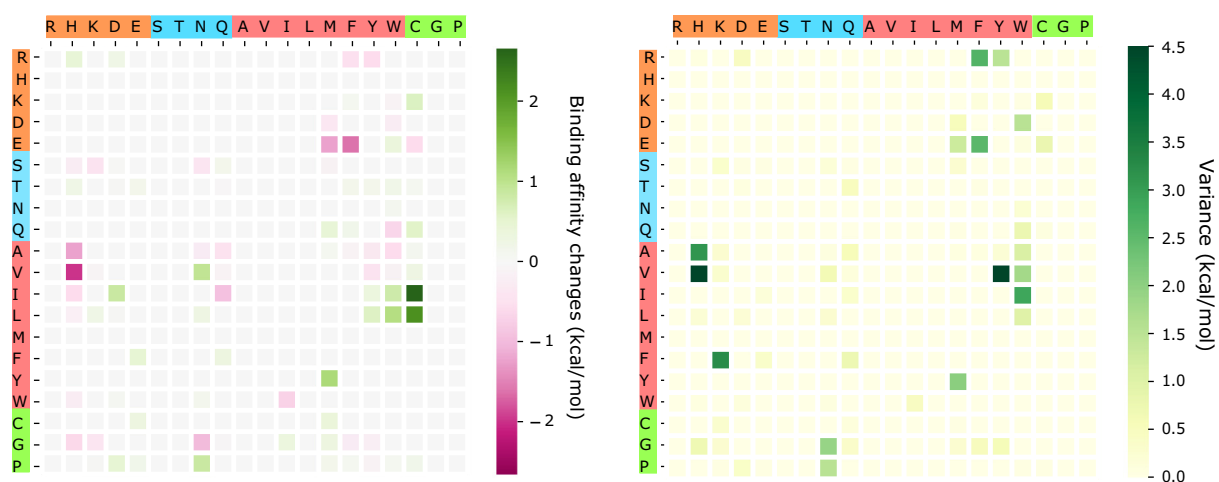 R H K D E S T N Q A V I L M F Y W C G P
R
H
K
D
E
S
T
N
Q
A
V
I
L
M
F
Y
W
C
G
P
2
1
0
−1
−2
Binding affinity changes (kcal/mol)
R H K D E S T N Q A V I L M F Y W C G P
R
H
K
D
E
S
T
N
Q
A
V
I
L
M
F
Y
W
C
G
P
4.5
4.0
3.5
3.0
2.5
2.0
1.5
1.0
0.5
0.0
Variance (kcal/mol)